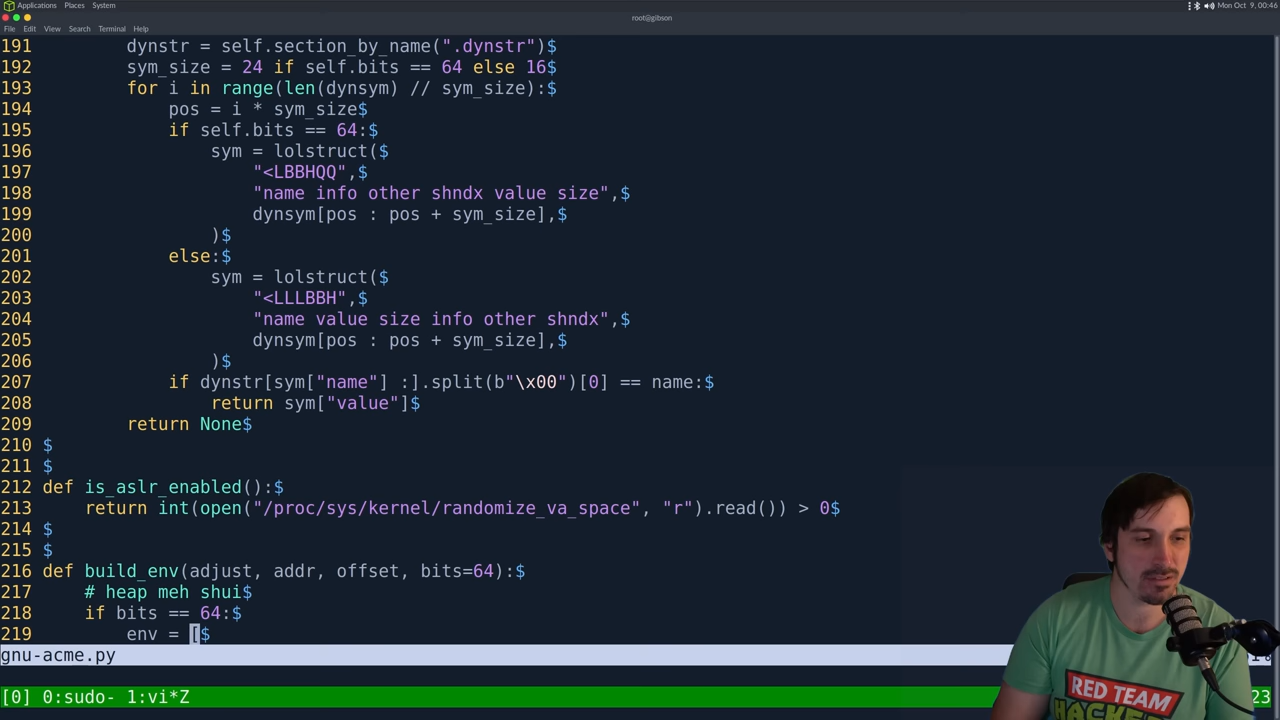 Applications Places System
Mon Oct 9, 00:46
root@gibson
File Edit View Search Terminal Help
191         dynstr = self.section_by_name(".dynstr")$
192         sym_size = 24 if self.bits == 64 else 16$
193         for i in range(len(dynsym) // sym_size):$
194             pos = i * sym_size$
195             if self.bits == 64:$
196                 sym = lolstruct($
197                     "<LBBHQQ",$
198                     "name info other shndx value size",$
199                     dynsym[pos : pos + sym_size],$
200                 )$
201             else:$
202                 sym = lolstruct($
203                     "<LLLBBH",$
204                     "name value size info other shndx",$
205                     dynsym[pos : pos + sym_size],$
206                 )$
207             if dynstr[sym["name"] :].split(b"\x00")[0] == name:$
208                 return sym["value"]$
209         return None$
210 $
211 $
212 def is_aslr_enabled():$
213     return int(open("/proc/sys/kernel/randomize_va_space", "r").read()) > 0$
214 $
215 $
216 def build_env(adjust, addr, offset, bits=64):$
217     # heap meh shui$
218     if bits == 64:$
219         env = [$
gnu-acme.py
[0] 0:sudo- 1:vi*Z
23
RED TEAM